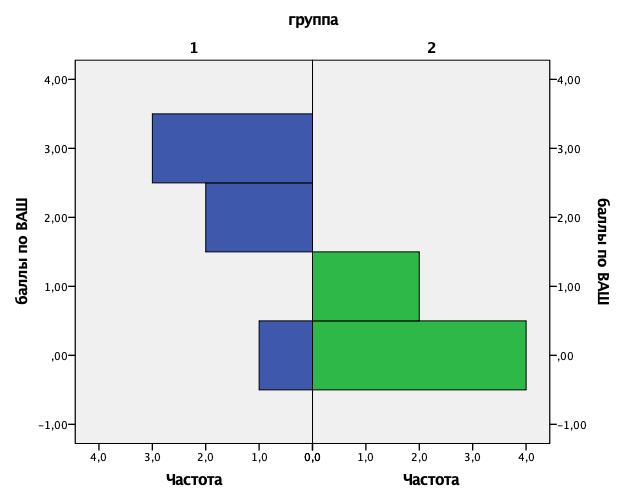 группа
1 2
4,00 4,00
3,00 3,00
2,00 2,00
1,00 1,00
,00 ,00
-1,00 -1,00
баллы по ВАШ
баллы по ВАШ
4,0 3,0 2,0 1,0 0,0 1,0 2,0 3,0 4,0
Частота Частота